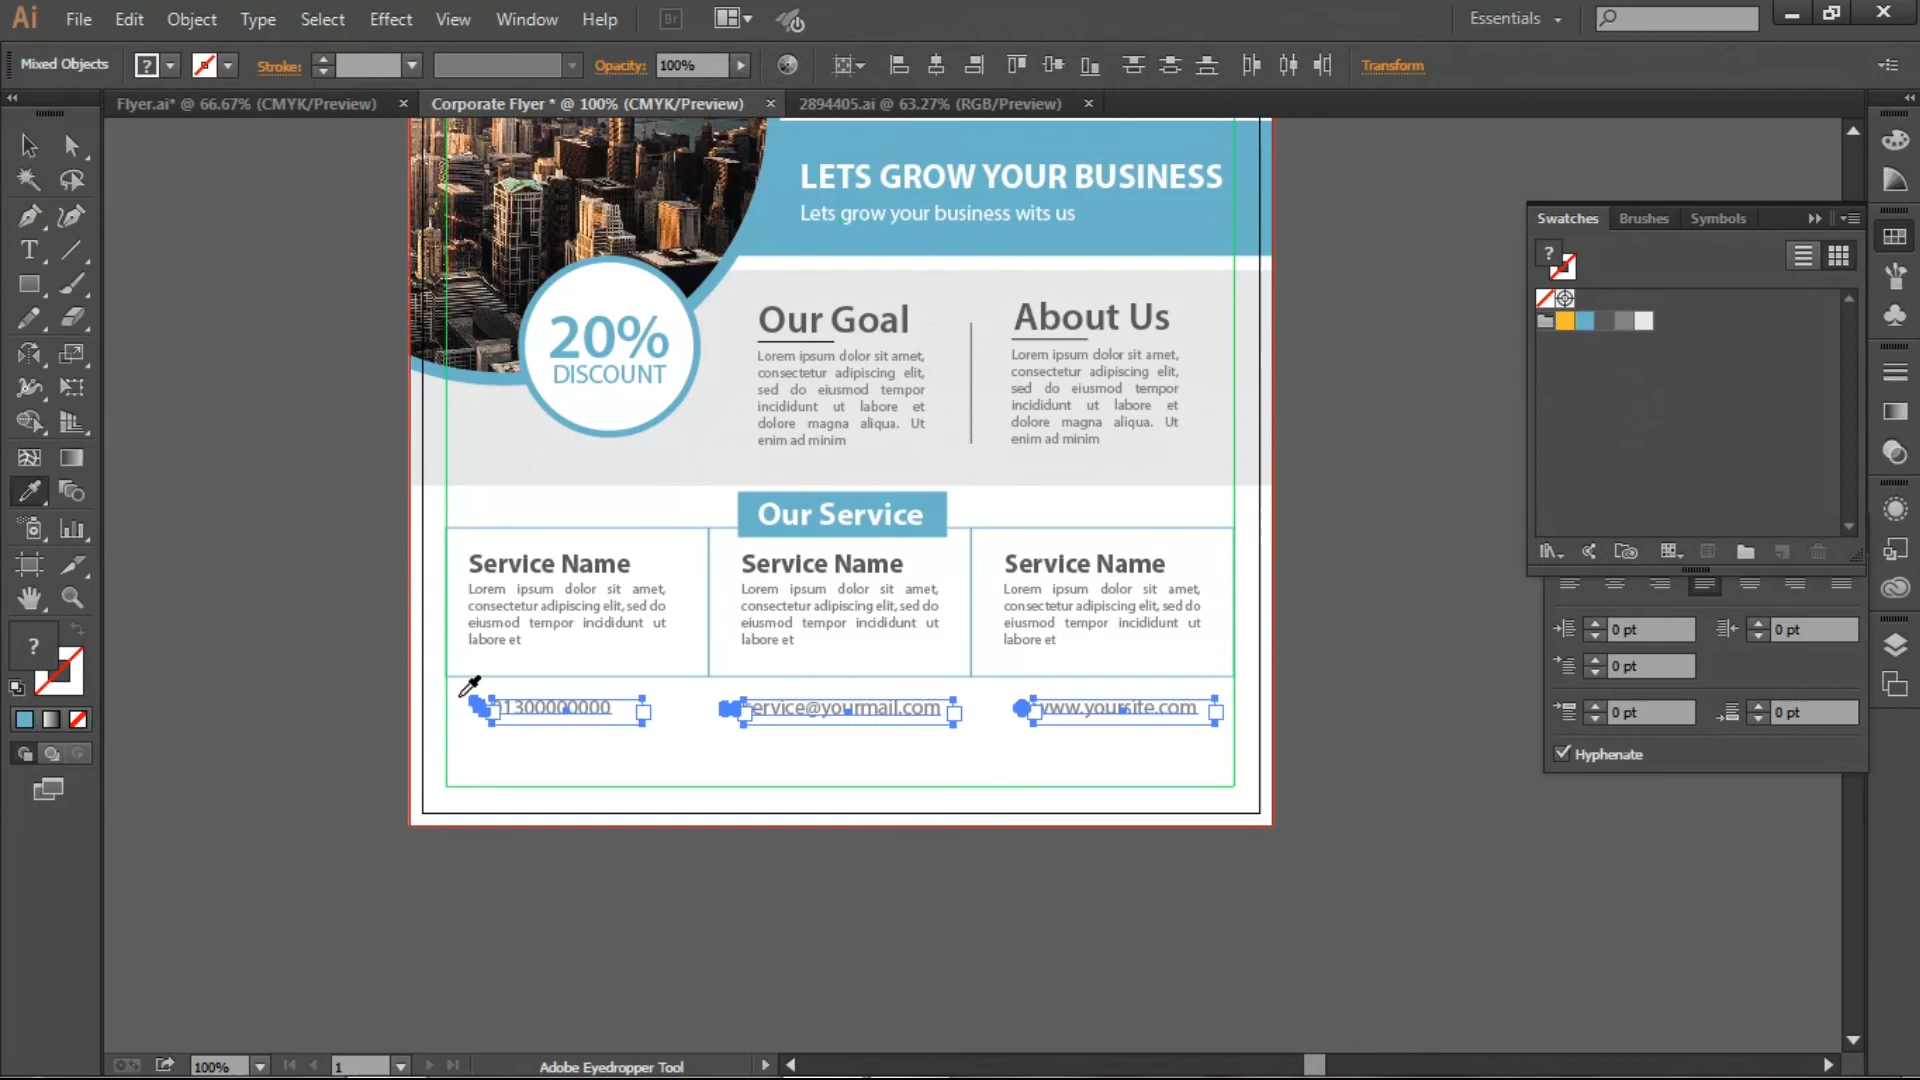 Ai File Edit Object Type Select Effect View Window Help Br Essentials
Mixed Objects ? Stroke: Opacity: 100% Transform
Flyer.ai* @ 66.67% (CMYK/Preview) × Corporate Flyer * @ 100% (CMYK/Preview) × 2894405.ai @ 63.27% (RGB/Preview) ×
LETS GROW YOUR BUSINESS
Lets grow your business wits us
Swatches Brushes Symbols
?
20%
DISCOUNT
Our Goal
Lorem ipsum dolor sit amet,
consectetur adipiscing elit,
sed do eiusmod tempor
incididunt ut labore et
dolore magna aliqua. Ut
enim ad minim
About Us
Lorem ipsum dolor sit amet,
consectetur adipiscing elit,
sed do eiusmod tempor
incididunt ut labore et
dolore magna aliqua. Ut
enim ad minim
Our Service
Service Name
Lorem ipsum dolor sit amet,
consectetur adipiscing elit, sed do
eiusmod tempor incididunt ut
labore et
Service Name
Lorem ipsum dolor sit amet,
consectetur adipiscing elit, sed do
eiusmod tempor incididunt ut
labore et
Service Name
Lorem ipsum dolor sit amet,
consectetur adipiscing elit, sed do
eiusmod tempor incididunt ut
labore et
01300000000 service@yourmail.com www.yoursite.com
T
?
0 pt 0 pt
0 pt
0 pt 0 pt
Hyphenate
100% 1 Adobe Eyedropper Tool